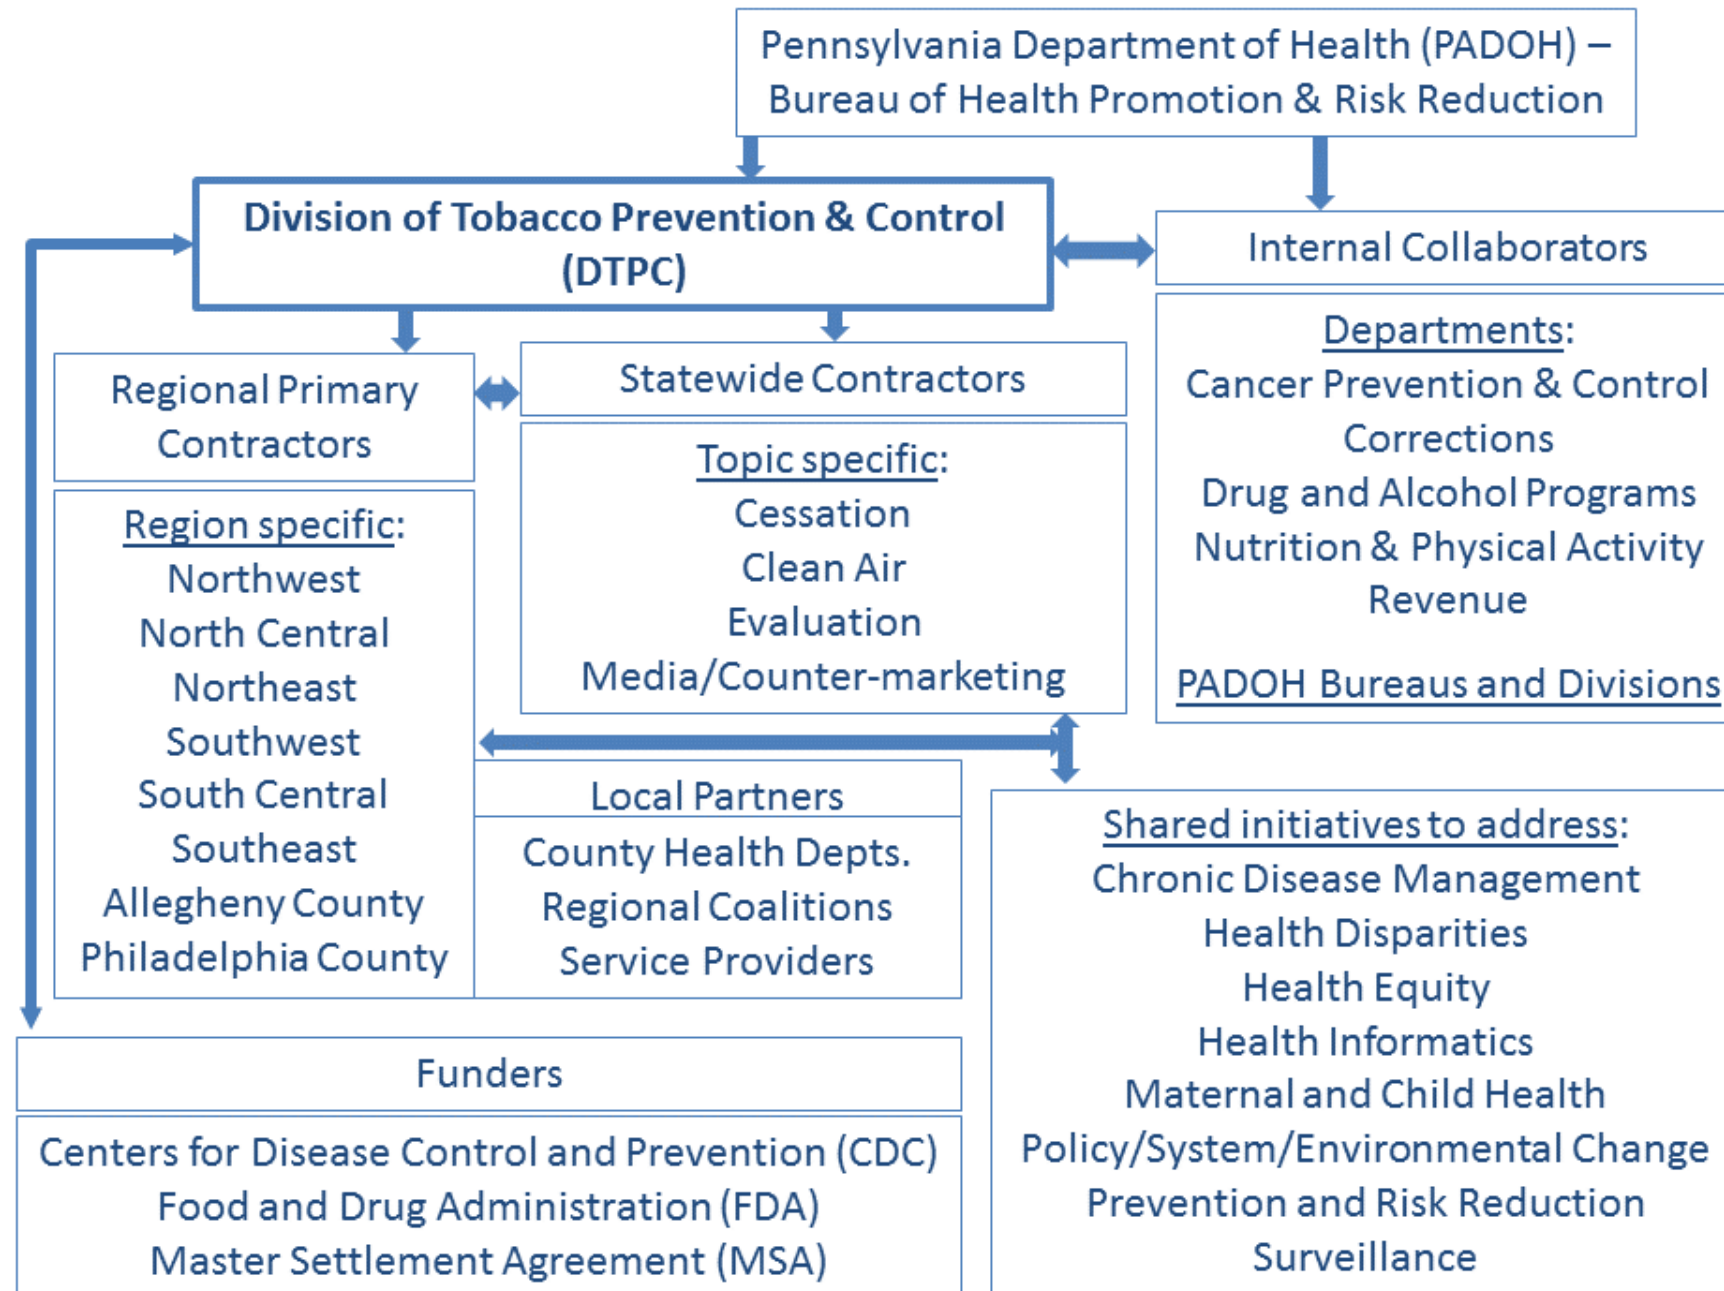 Pennsylvania Department of Health (PADOH) –
Bureau of Health Promotion & Risk Reduction
Division of Tobacco Prevention & Control
(DTPC)
Internal Collaborators
Departments:
Cancer Prevention & Control
Corrections
Drug and Alcohol Programs
Nutrition & Physical Activity
Revenue
PADOH Bureaus and Divisions
Regional Primary
Contractors
Region specific:
Northwest
North Central
Northeast
Southwest
South Central
Southeast
Allegheny County
Philadelphia County
Statewide Contractors
Topic specific:
Cessation
Clean Air
Evaluation
Media/Counter-marketing
Local Partners
County Health Depts.
Regional Coalitions
Service Providers
Shared initiatives to address:
Chronic Disease Management
Health Disparities
Health Equity
Health Informatics
Maternal and Child Health
Policy/System/Environmental Change
Prevention and Risk Reduction
Surveillance
Funders
Centers for Disease Control and Prevention (CDC)
Food and Drug Administration (FDA)
Master Settlement Agreement (MSA)